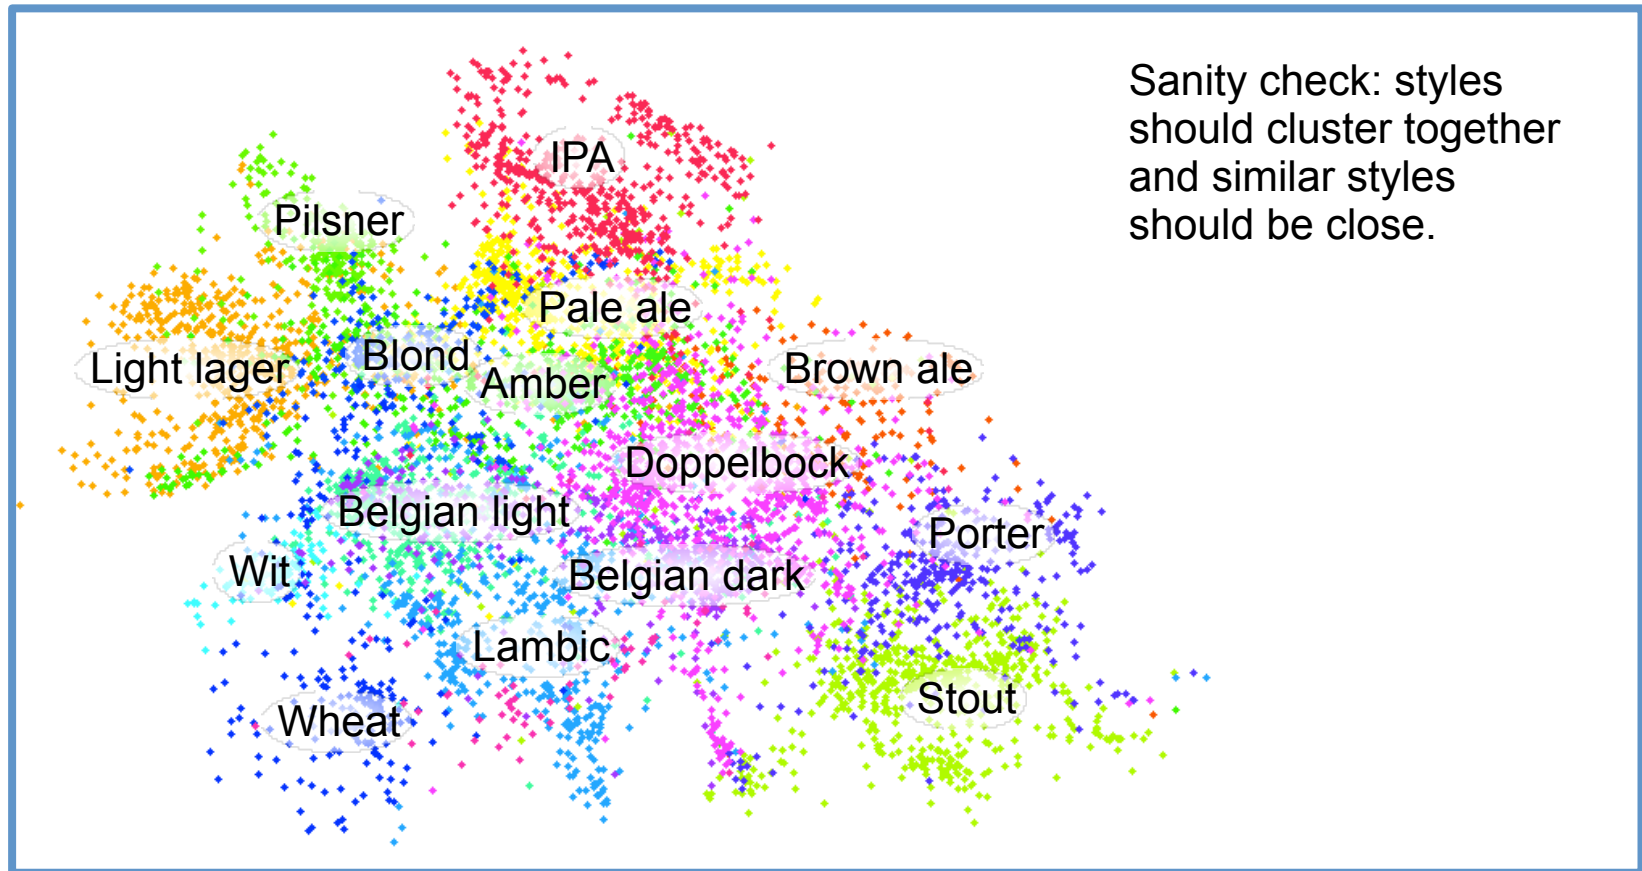 Sanity check: styles
should cluster together
and similar styles
should be close.
IPA
Pilsner
Pale ale
Light lager
Blond
Amber
Brown ale
Doppelbock
Belgian light
Porter
Wit
Belgian dark
Lambic
Stout
Wheat